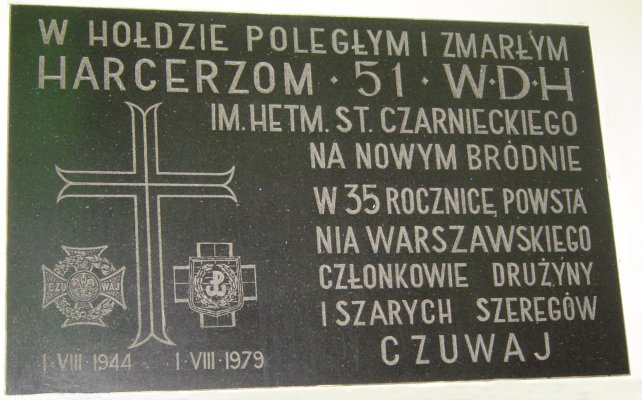 W HOŁDZIE POLEGŁYM I ZMARŁYM
HARCERZOM · 51 · W·D·H
IM. HETM. ST. CZARNIECKIEGO
NA NOWYM BRÓDNIE
W 35 ROCZNICĘ POWSTA
NIA WARSZAWSKIEGO
CZŁONKOWIE DRUŻYNY
I SZARYCH SZEREGÓW
CZUWAJ
CZU WAJ
1·VIII·1944 1·VIII·1979